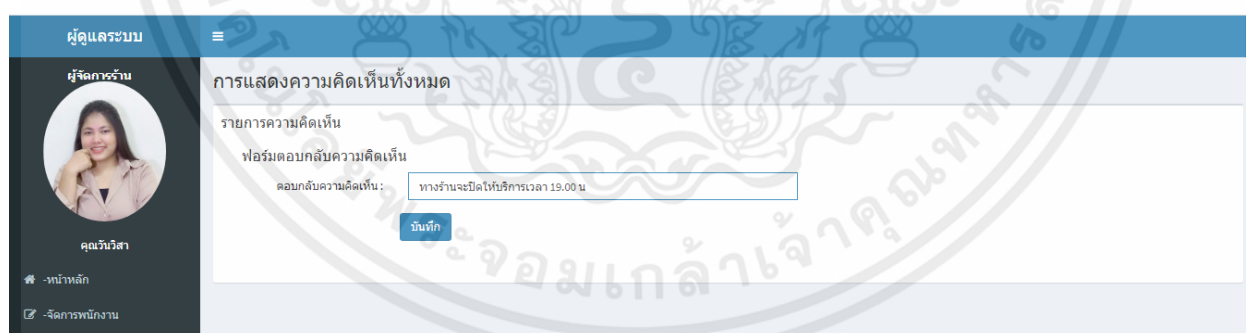 ผู้ดูแลระบบ
ผู้จัดการร้าน
คุณวันวิสา
-หน้าหลัก
-จัดการพนักงาน
การแสดงความคิดเห็นทั้งหมด
รายการความคิดเห็น
ฟอร์มตอบกลับความคิดเห็น
ตอบกลับความคิดเห็น : ทางร้านจะปิดให้บริการเวลา 19.00 น
บันทึก